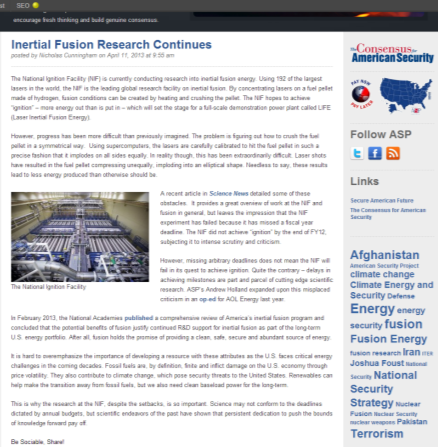 SEO
encourage fresh thinking and build genuine consensus.
Inertial Fusion Research Continues
posted by Nicholas Cunningham on April 11, 2013 at 9:55 am
The National Ignition Facility (NIF) is currently conducting research into inertial fusion energy. Using 192 of the largest
lasers in the world, the NIF is the leading global research facility on inertial fusion. By concentrating lasers on a fuel pellet
made of hydrogen, fusion conditions can be created by heating and crushing the pellet. The NIF hopes to achieve
"ignition" – more energy out than is put in – which will set the stage for a full-scale demonstration power plant called LIFE
(Laser Inertial Fusion Energy).
However, progress has been more difficult than previously imagined. The problem is figuring out how to crush the fuel
pellet in a symmetrical way. Using supercomputers, the lasers are carefully calibrated to hit the fuel pellet in such a
precise fashion that it implodes on all sides equally. In reality though, this has been extraordinarily difficult. Laser shots
have resulted in the fuel pellet compressing unequally, imploding into an elliptical shape. Needless to say, these results
lead to less energy produced than otherwise should be.
A recent article in Science News detailed some of these
obstacles. It provides a great overview of work at the NIF and
fusion in general, but leaves the impression that the NIF
experiment has failed because it has missed a fiscal year
deadline. The NIF did not achieve "ignition" by the end of FY12,
subjecting it to intense scrutiny and criticism.
However, missing arbitrary deadlines does not mean the NIF will
fail in its quest to achieve ignition. Quite the contrary – delays in
achieving milestones are part and parcel of cutting edge scientific
research. ASP's Andrew Holland expanded upon this misplaced
criticism in an op-ed for AOL Energy last year.
The National Ignition Facility
In February 2013, the National Academies published a comprehensive review of America's inertial fusion program and
concluded that the potential benefits of fusion justify continued R&D support for inertial fusion as part of the long-term
U.S. energy portfolio. After all, fusion holds the promise of providing a clean, safe, secure and abundant source of energy.
It is hard to overemphasize the importance of developing a resource with these attributes as the U.S. faces critical energy
challenges in the coming decades. Fossil fuels are, by definition, finite and inflict damage on the U.S. economy through
price volatility. They also contribute to climate change, which pose security threats to the United States. Renewables can
help make the transition away from fossil fuels, but we also need clean baseload power for the long-term.
This is why the research at the NIF, despite the setbacks, is so important. Science may not conform to the deadlines
dictated by annual budgets, but scientific endeavors of the past have shown that persistent dedication to push the bounds
of knowledge forward pay off.
Be Sociable, Share!
The Consensus for
American Security
PAY NOW
PAY LATER
Follow ASP
Links
Secure American Future
The Consensus for American
Security
Afghanistan
American Security Project
climate change
Climate Energy and
Security Defense
Energy energy
security fusion
Fusion Energy
fusion research Iran ITER
Joshua Foust National
Security National
Security
Strategy Nuclear
Fusion Nuclear Security
nuclear weapons Pakistan
Terrorism